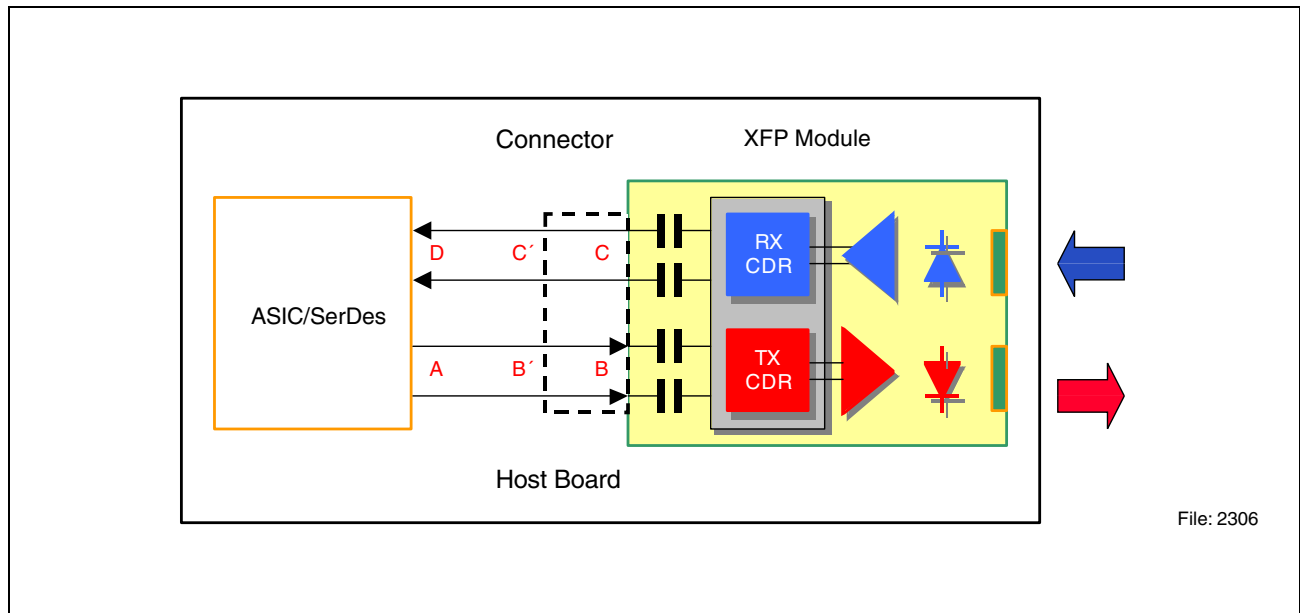 Connector
XFP Module
D
C´
C
RX
CDR
ASIC/SerDes
A
B´
B
TX
CDR
Host Board
File: 2306